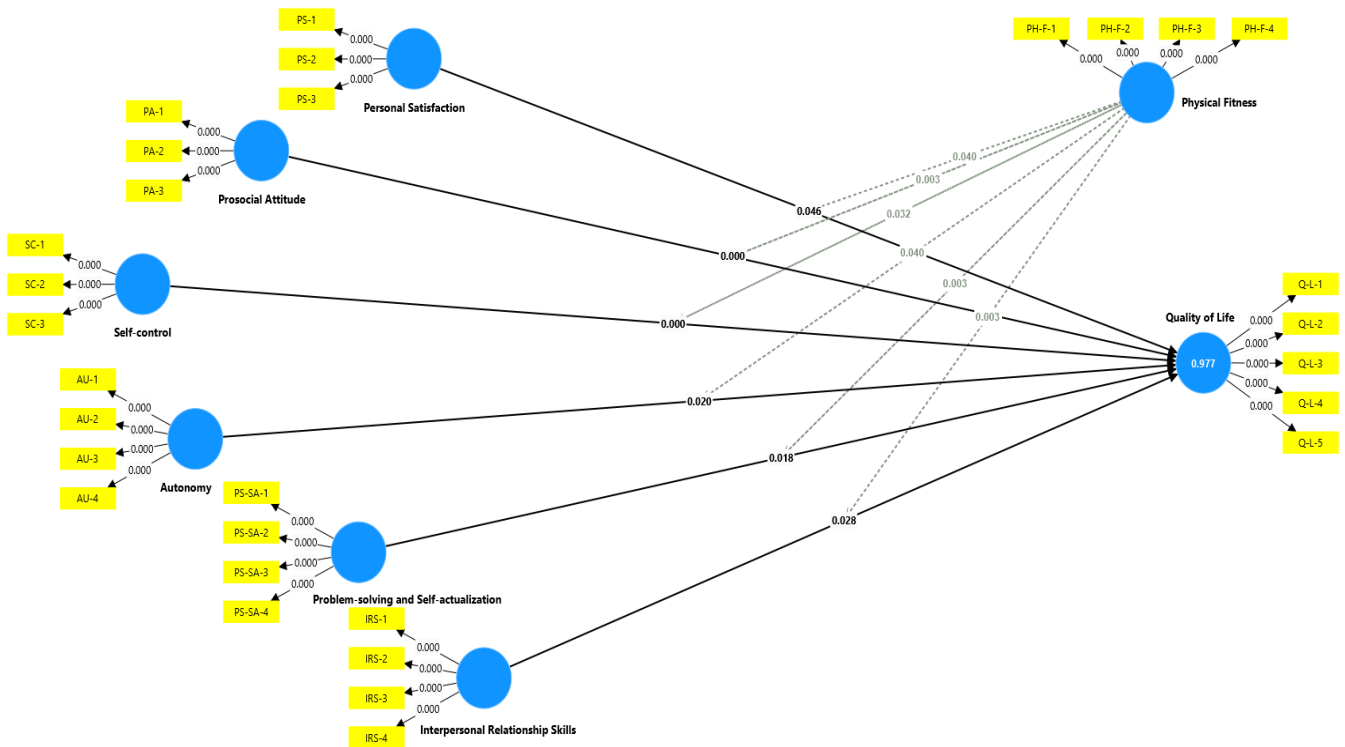 PS-1
0.000
PS-2
0.000
PS-3
0.000
Personal Satisfaction
PH-F-1
PH-F-2
PH-F-3
PH-F-4
0.000
0.000
0.000
0.000
Physical Fitness
PA-1
0.000
PA-2
0.000
PA-3
0.000
Prosocial Attitude
0.040
0.003
0.032
0.040
0.003
0.003
0.046
0.000
0.000
0.020
0.018
0.028
SC-1
0.000
SC-2
0.000
SC-3
0.000
Self-control
Quality of Life
0.977
Q-L-1
0.000
Q-L-2
0.000
Q-L-3
0.000
Q-L-4
0.000
Q-L-5
0.000
AU-1
0.000
AU-2
0.000
AU-3
0.000
AU-4
0.000
Autonomy
PS-SA-1
0.000
PS-SA-2
0.000
PS-SA-3
0.000
PS-SA-4
0.000
Problem-solving and Self-actualization
IRS-1
0.000
IRS-2
0.000
IRS-3
0.000
IRS-4
0.000
Interpersonal Relationship Skills